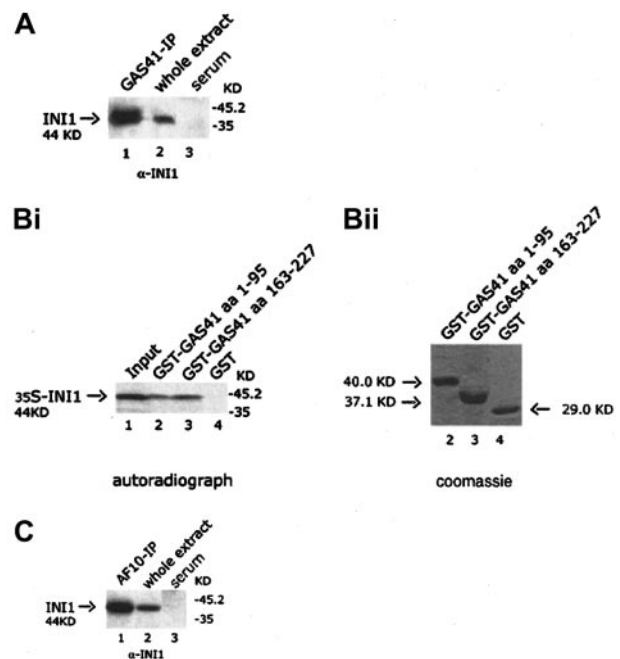 A
GAS41-IP
whole extract
serum
KD
INI1 →
44 KD
-45.2
-35
1 2 3
α-INI1
Bi
Input
GST-GAS41 aa 1-95
GST-GAS41 aa 163-227
GST
KD
35S-INI1 →
44KD
-45.2
-35
1 2 3 4
autoradiograph
Bii
GST-GAS41 aa 1-95
GST-GAS41 aa 163-227
GST
40.0 KD →
37.1 KD →
← 29.0 KD
2 3 4
coomassie
C
AF10-IP
whole extract
serum
KD
INI1 →
44KD
-45.2
-35
1 2 3
α-INI1